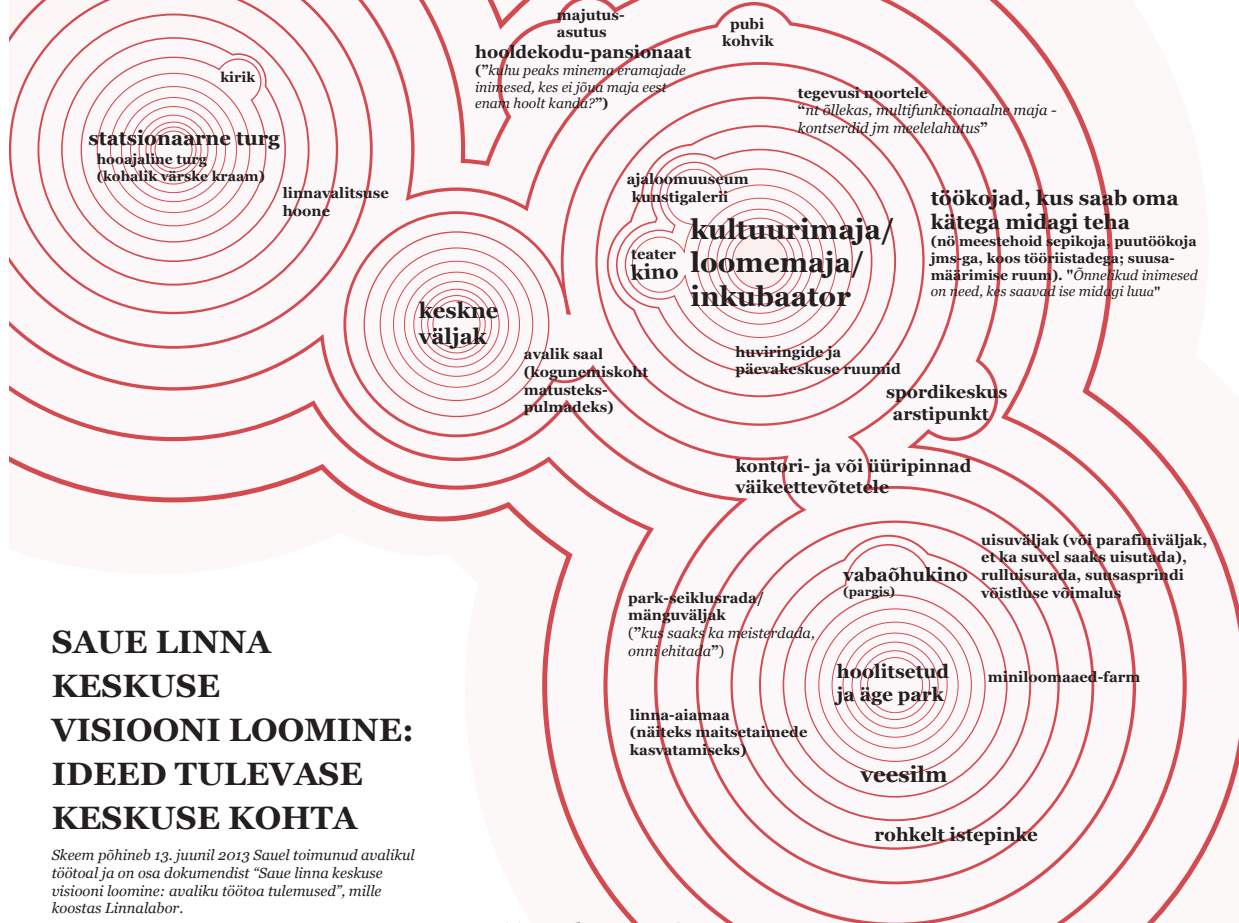 majutus-
asutus
hooldekodu-pansionaat
("kuhu peaks minema eramajade
inimesed, kes ei jõua maja eest
enam hoolt kanda?")
pubi
kohvik
kirik
statsionaarne turg
hooajaline turg
(kohalik värske kraam)
linnavalitsuse
hoone
tegevusi noortele
"nt õllekas, multifunktsionaalne maja -
kontserdid jm meelelahutus"
ajaloomuuseum
kunstigalerii
kultuurimaja/
loomemaja/
inkubaator
teater
kino
töökojad, kus saab oma
kätega midagi teha
(nö meestehoid sepikoja, puutöökoja
jms-ga, koos tööriistadega; suusa-
määrimise ruum). "Õnnelikud inimesed
on need, kes saavad ise midagi luua"
keskne
väljak
avalik saal
(kogunemiskoht
matusteks-
pulmadeks)
huviringide ja
päevakeskuse ruumid
spordikeskus
arstipunkt
kontori- ja või üüripinnad
väikeettevõtetele
uisuväljak (või parafiniväljak,
et ka suvel saaks uisutada),
rulluisurada, suusasprindi
võistluse võimalus
vabaõhukino
(pargis)
park-seiklusrada/
mänguväljak
("kus saaks ka meisterdada,
onni ehitada")
hoolitsetud
ja äge park
miniloomaaed-farm
linna-aiamaa
(näiteks maitsetaimede
kasvatamiseks)
veesilm
rohkelt istepinke
SAUE LINNA
KESKUSE
VISIOONI LOOMINE:
IDEED TULEVASE
KESKUSE KOHTA
Skeem põhineb 13. juunil 2013 Sauel toimunud avalikul
töötoal ja on osa dokumendist "Saue linna keskuse
visiooni loomine: avaliku töötoa tulemused", mille
koostas Linnalabor.